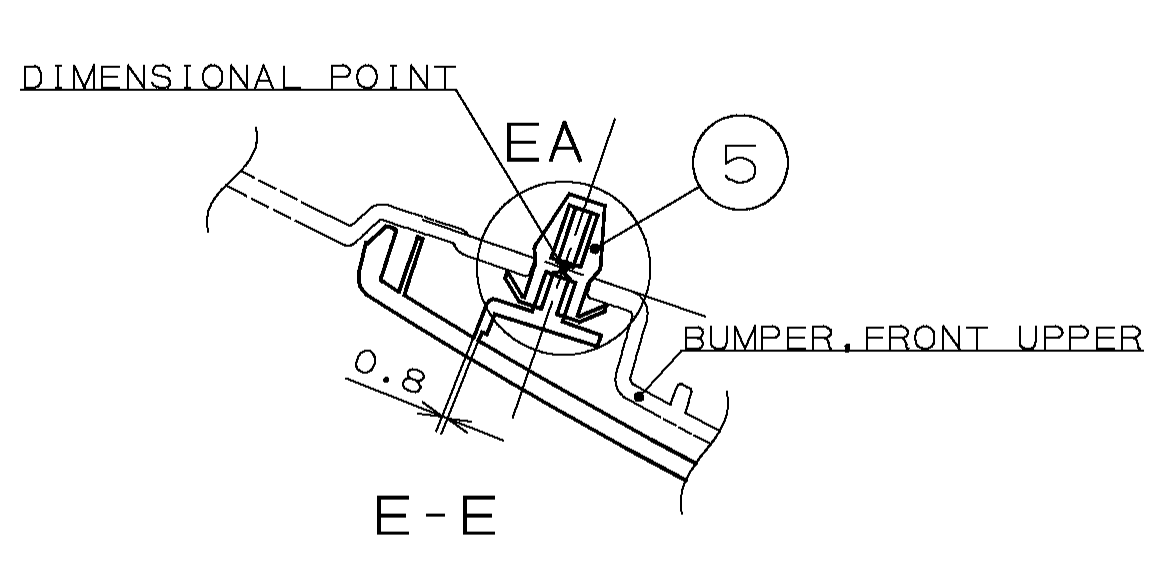 DIMENSIONAL POINT
EA
5
BUMPER,FRONT UPPER
0.8
E-E